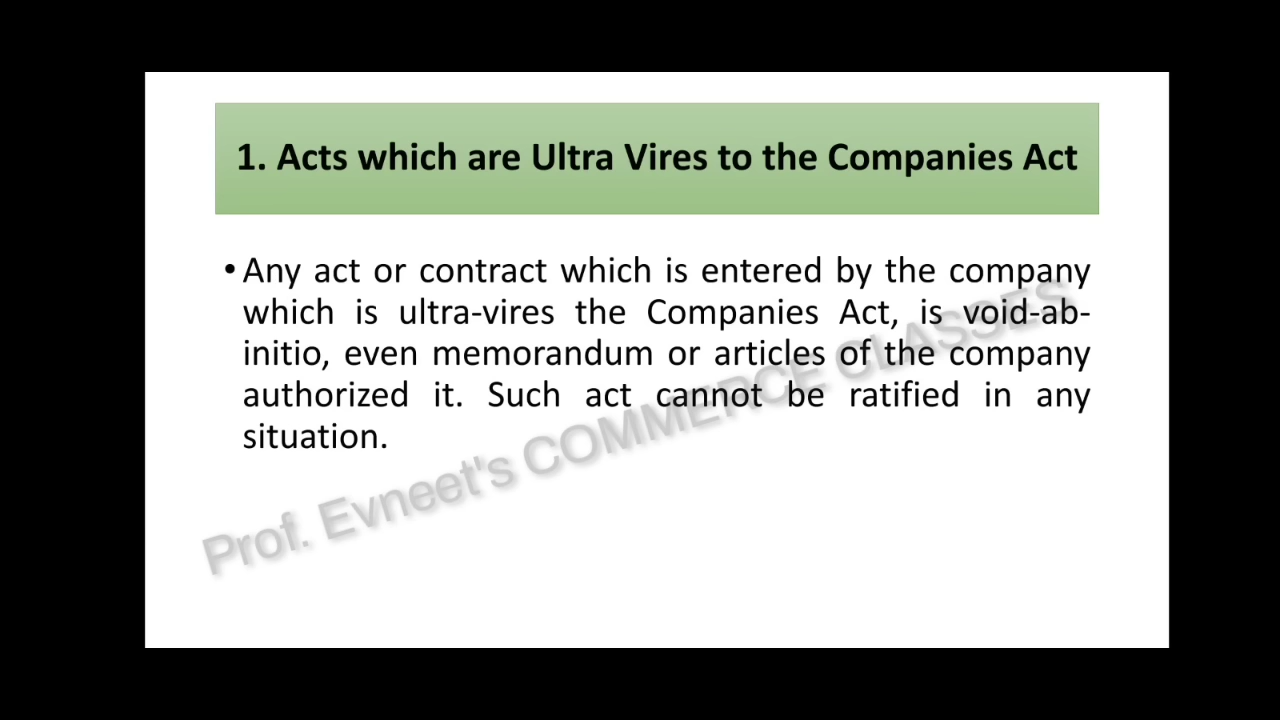 1. Acts which are Ultra Vires to the Companies Act
•Any act or contract which is entered by the company
which is ultra-vires the Companies Act, is void-ab-
initio, even memorandum or articles of the company
authorized it. Such act cannot be ratified in any
situation.
Prof. Evneet's COMMERCE CLASSES